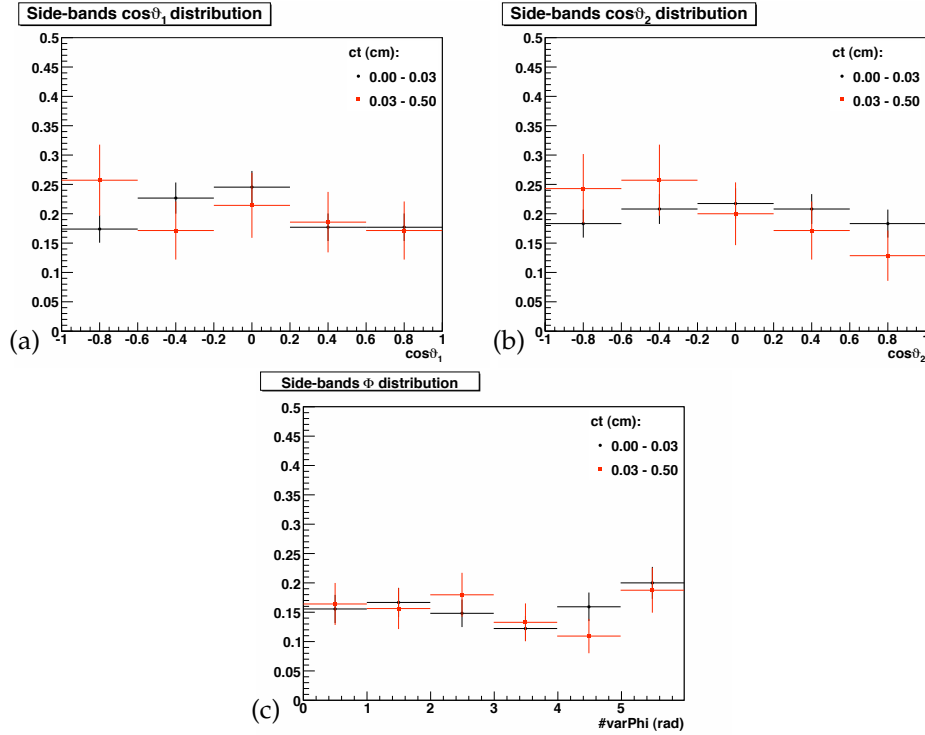 Side-bands cosϑ₁ distribution
0.5
0.45
0.4
0.35
0.3
0.25
0.2
0.15
0.1
0.05
0
ct (cm):
0.00 - 0.03
0.03 - 0.50
-1 -0.8 -0.6 -0.4 -0.2 0 0.2 0.4 0.6 0.8 1
cosϑ₁
(a)
Side-bands cosϑ₂ distribution
0.5
0.45
0.4
0.35
0.3
0.25
0.2
0.15
0.1
0.05
0
ct (cm):
0.00 - 0.03
0.03 - 0.50
-1 -0.8 -0.6 -0.4 -0.2 0 0.2 0.4 0.6 0.8 1
cosϑ₂
(b)
Side-bands Φ distribution
0.5
0.45
0.4
0.35
0.3
0.25
0.2
0.15
0.1
0.05
0
ct (cm):
0.00 - 0.03
0.03 - 0.50
0 1 2 3 4 5
#varPhi (rad)
(c)